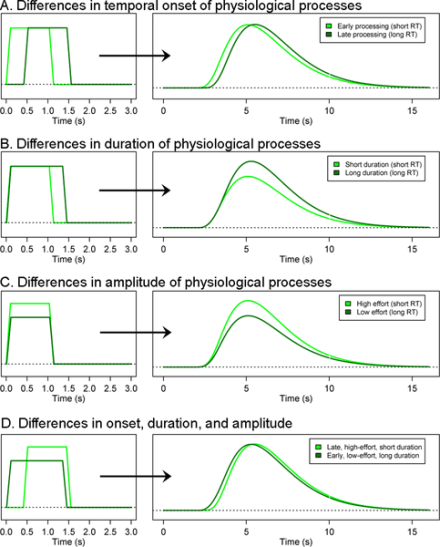 A. Differences in temporal onset of physiological processes
Early processing (short RT)
Late processing (long RT)
0.0 0.5 1.0 1.5 2.0 2.5 3.0
0 5 10 15
Time (s)
Time (s)
B. Differences in duration of physiological processes
Short duration (short RT)
Long duration (long RT)
0.0 0.5 1.0 1.5 2.0 2.5 3.0
0 5 10 15
Time (s)
Time (s)
C. Differences in amplitude of physiological processes
High effort (short RT)
Low effort (long RT)
0.0 0.5 1.0 1.5 2.0 2.5 3.0
0 5 10 15
Time (s)
Time (s)
D. Differences in onset, duration, and amplitude
Late, high-effort, short duration
Early, low-effort, long duration
0.0 0.5 1.0 1.5 2.0 2.5 3.0
0 5 10 15
Time (s)
Time (s)